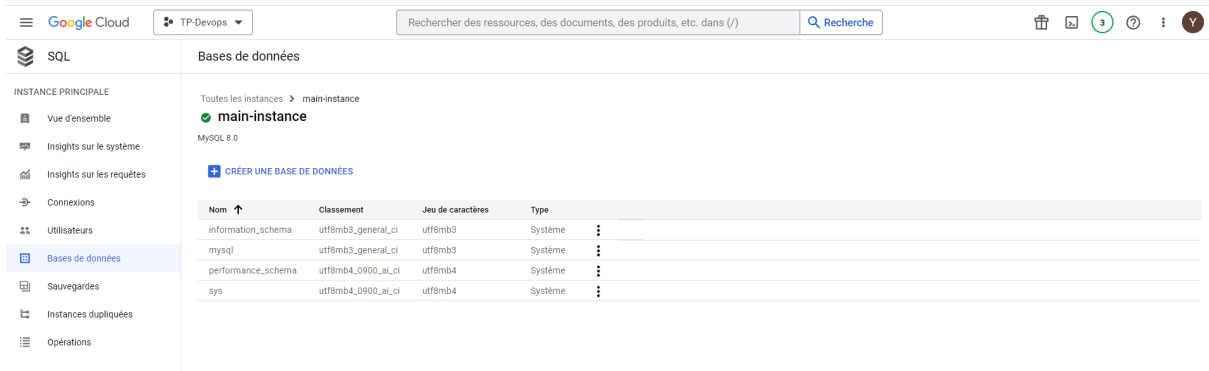 Google Cloud TP-Devops Rechercher des ressources, des documents, des produits, etc. dans (/) Recherche 3 Y
SQL
Bases de données
INSTANCE PRINCIPALE
Vue d'ensemble
Insights sur le système
Insights sur les requêtes
Connexions
Utilisateurs
Bases de données
Sauvegardes
Instances dupliquées
Opérations
Toutes les instances > main-instance
main-instance
MySQL 8.0
CRÉER UNE BASE DE DONNÉES
Nom Classement Jeu de caractères Type
information_schema utf8mb3_general_ci utf8mb3 Système
mysql utf8mb3_general_ci utf8mb3 Système
performance_schema utf8mb4_0900_ai_ci utf8mb4 Système
sys utf8mb4_0900_ai_ci utf8mb4 Système